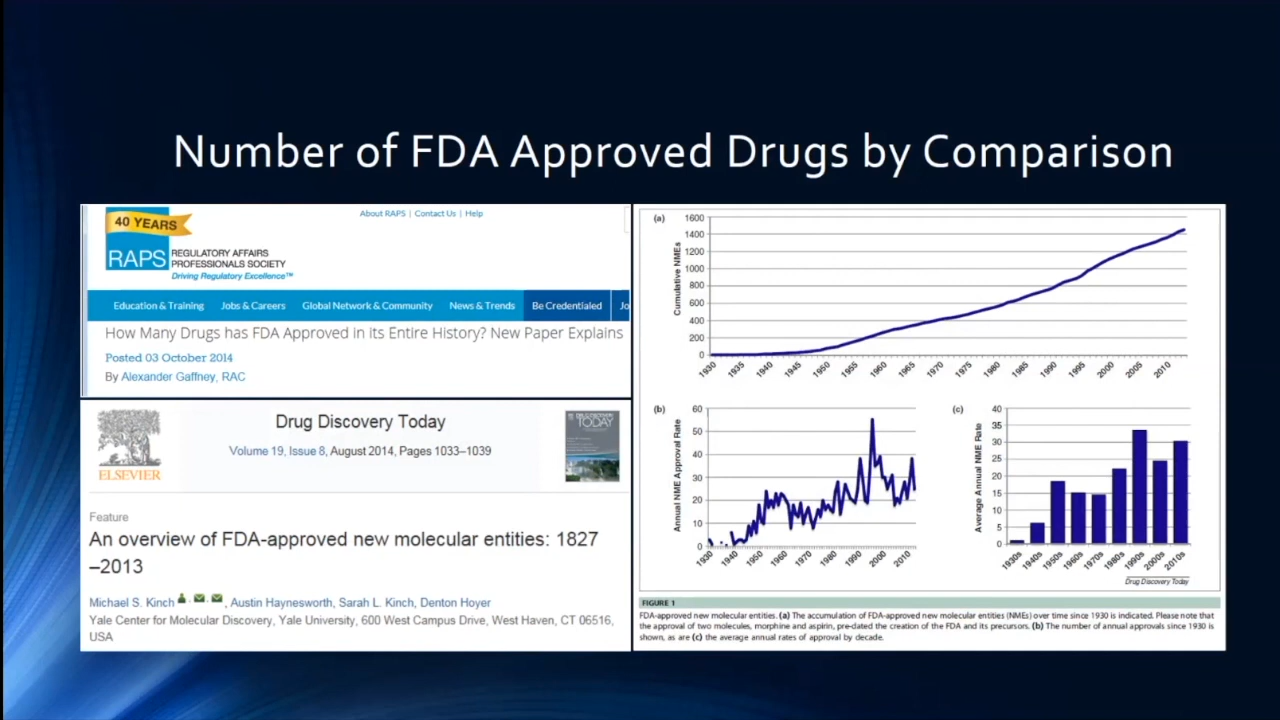 Number of FDA Approved Drugs by Comparison
40 YEARS
RAPS
REGULATORY AFFAIRS
PROFESSIONALS SOCIETY
Driving Regulatory Excellence™
About RAPS | Contact Us | Help
Education & Training Jobs & Careers Global Network & Community News & Trends Be Credentialed Jo
How Many Drugs has FDA Approved in its Entire History? New Paper Explains
Posted 03 October 2014
By Alexander Gaffney, RAC
ELSEVIER
Drug Discovery Today
Volume 19, Issue 8, August 2014, Pages 1033–1039
TODAY
Feature
An overview of FDA-approved new molecular entities: 1827
–2013
Michael S. Kinch, Austin Haynesworth, Sarah L. Kinch, Denton Hoyer
Yale Center for Molecular Discovery, Yale University, 600 West Campus Drive, West Haven, CT 06516,
USA
(a)
Cumulative NMEs
1600
1400
1200
1000
800
600
400
200
0
1930 1935 1940 1945 1950 1955 1960 1965 1970 1975 1980 1985 1990 1995 2000 2005 2010
(b)
Annual NME Approval Rate
60
50
40
30
20
10
0
1930 1940 1950 1960 1970 1980 1990 2000 2010
(c)
Average Annual NME Rate
40
35
30
25
20
15
10
5
0
1930s 1940s 1950s 1960s 1970s 1980s 1990s 2000s 2010s
Drug Discovery Today
FIGURE 1
FDA-approved new molecular entities. (a) The accumulation of FDA-approved new molecular entities (NMEs) over time since 1930 is indicated. Please note that
the approval of two molecules, morphine and aspirin, pre-dated the creation of the FDA and its precursors. (b) The number of annual approvals since 1930 is
shown, as are (c) the average annual rates of approval by decade.